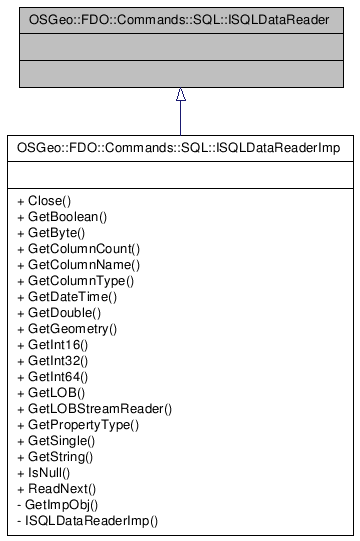 OSGeo::FDO::Commands::SQL::ISQLDataReader
OSGeo::FDO::Commands::SQL::ISQLDataReaderImp
+ Close()
+ GetBoolean()
+ GetByte()
+ GetColumnCount()
+ GetColumnName()
+ GetColumnType()
+ GetDateTime()
+ GetDouble()
+ GetGeometry()
+ GetInt16()
+ GetInt32()
+ GetInt64()
+ GetLOB()
+ GetLOBStreamReader()
+ GetPropertyType()
+ GetSingle()
+ GetString()
+ IsNull()
+ ReadNext()
- GetImpObj()
- ISQLDataReaderImp()